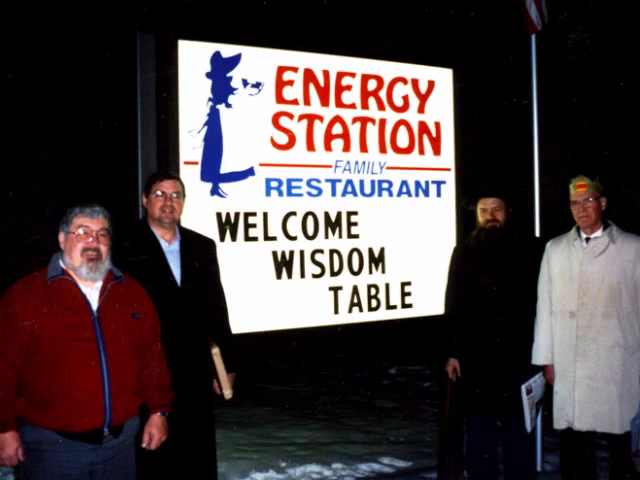 ENERGY
STATION
FAMILY
RESTAURANT
WELCOME
WISDOM
TABLE